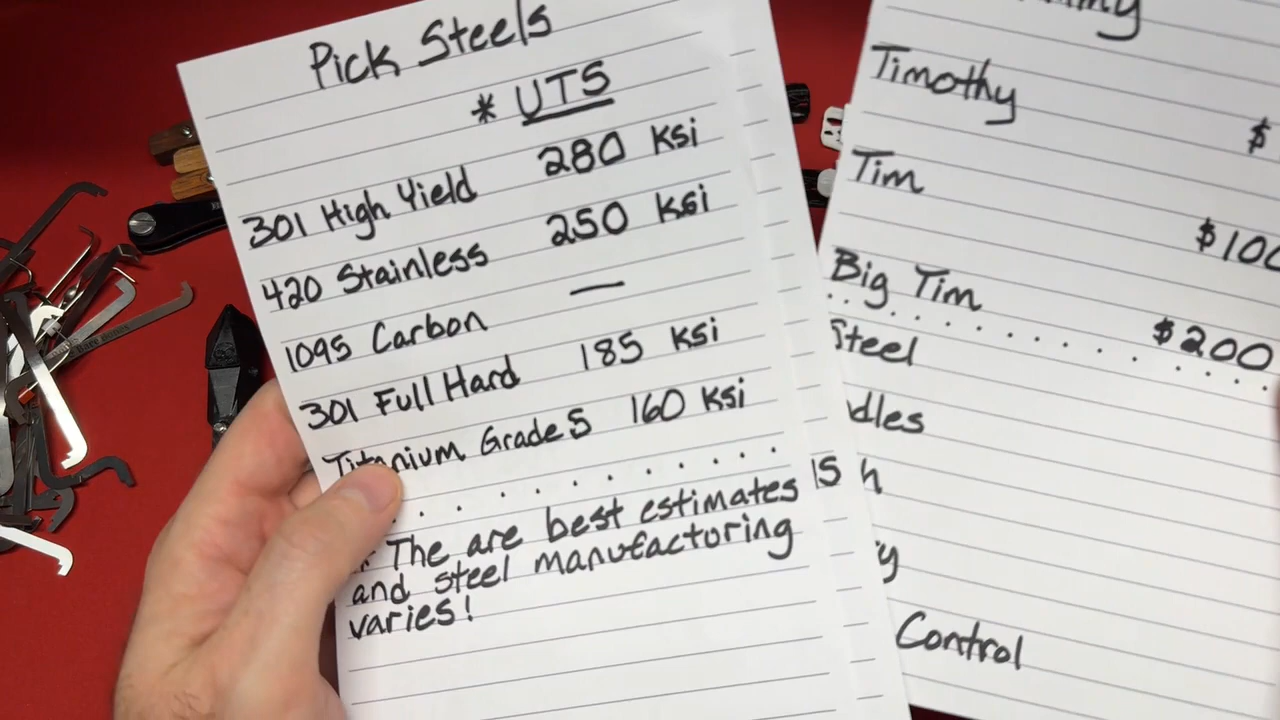 Pick Steels
* UTS
301 High Yield 280 Ksi
420 Stainless 250 Ksi
1095 Carbon —
301 Full Hard 185 Ksi
Titanium Grade 5 160 Ksi
. . . . . . . . . . . .
The are best estimates
and steel manufactoring
varies!
15
Timothy $
Tim $100
Big Tim $200
. . . . . . . . . . . . . .
Steel
Control